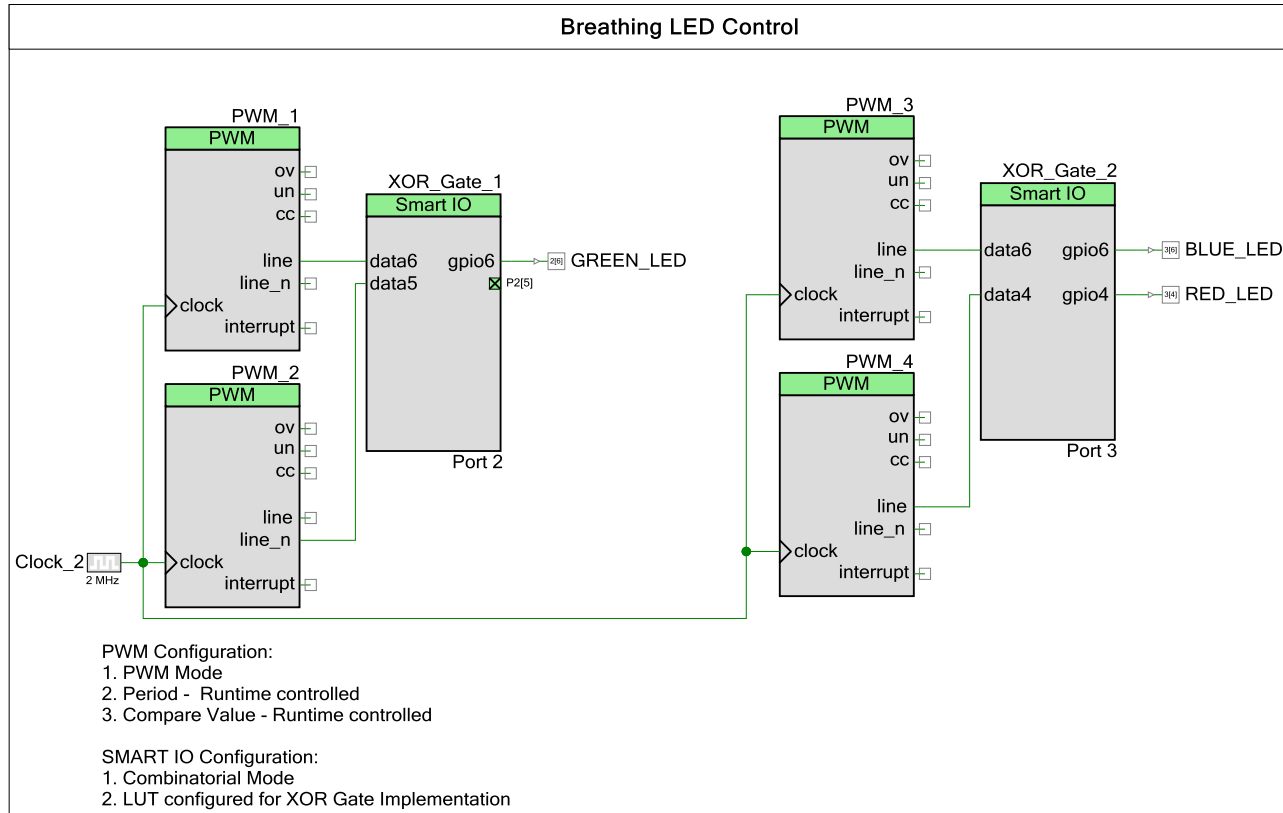 Breathing LED Control
PWM_1
PWM
ov
un
cc
line
line_n
clock
interrupt
XOR_Gate_1
Smart IO
data6
gpio6
data5
Port 2
2[6]
GREEN_LED
P2[5]
PWM_2
PWM
ov
un
cc
line
line_n
clock
interrupt
Clock_2
2 MHz
PWM_3
PWM
ov
un
cc
line
line_n
clock
interrupt
XOR_Gate_2
Smart IO
data6
gpio6
data4
gpio4
Port 3
3[6]
BLUE_LED
3[4]
RED_LED
PWM_4
PWM
ov
un
cc
line
line_n
clock
interrupt
PWM Configuration:
1. PWM Mode
2. Period - Runtime controlled
3. Compare Value - Runtime controlled
SMART IO Configuration:
1. Combinatorial Mode
2. LUT configured for XOR Gate Implementation